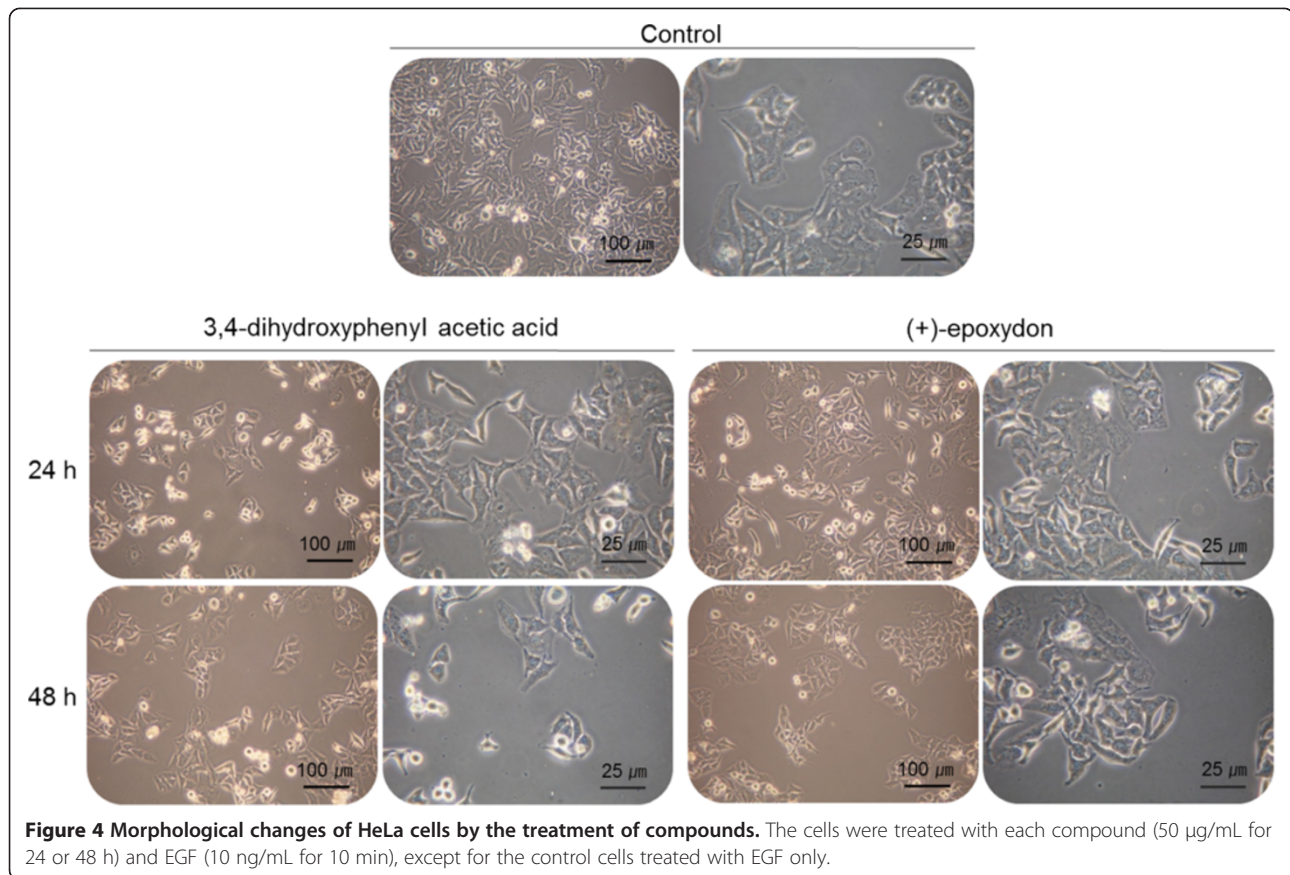 Control
100 µm
25 µm
3,4-dihydroxyphenyl acetic acid
(+)-epoxydon
24 h
100 µm
25 µm
100 µm
25 µm
48 h
100 µm
25 µm
100 µm
25 µm
Figure 4 Morphological changes of HeLa cells by the treatment of compounds. The cells were treated with each compound (50 µg/mL for
24 or 48 h) and EGF (10 ng/mL for 10 min), except for the control cells treated with EGF only.